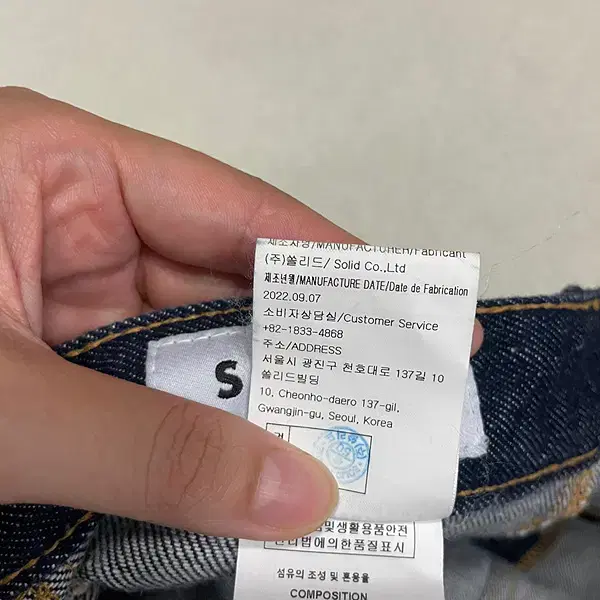 제조자명/MANUFACTURER/Fabricant
(주)쏠리드/ Solid Co.,Ltd
제조년월/MANUFACTURE DATE/Date de Fabrication
2022.09.07
소비자상담실/Customer Service
+82-1833-4868
주소/ADDRESS
서울시 광진구 천호대로 137길 10
쏠리드빌딩
10, Cheonho-daero 137-gil,
Gwangjin-gu, Seoul, Korea
S
및생활용품안전
관리법에의한품질표시
섬유의 조성 및 혼용율
COMPOSITION